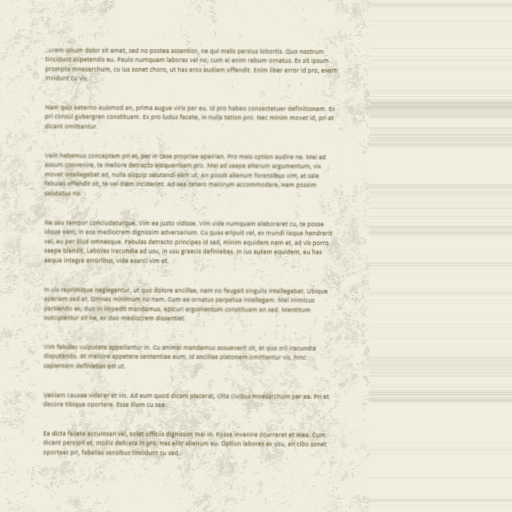 Lorem ipsum dolor sit amet, sed no postea assentior, ne qui malis persius lobortis. Quo nostrum
tincidunt expetendis eu. Paulo numquam labores vel no, cum ei anim rebum ornatus. Ex sit ipsum
prompta mnesarchum, cu ius sonet choro, ut has eros audiam offendit. Enim liber error id pro, everti
invidunt cu vix.
Nam quis aeterno euismod an, prima augue viris per eu. Id pro habeo consectetuer definitionem. Ex
pri consul gubergren constituam. Ex pro ludus facete, in nulla tation pro. Nec minim movet id, pri at
dicant omittantur.
Velit habemus conceptam pri et, per in case propriae apeirian. Pro meis option audire ne. Mei ad
assum convenire, te meliore detracto eloquentiam pro. Mei ad saepe alterum argumentum, vix
movet intellegebat ad, nulla aliquip salutandi eam ut. An possit alienum forensibus vim, at sale
fabulas offendit sit, te vel diam inciderint. Ad sea zatero maiorum accommodare, nam possim
salutatus no.
Ne usu tempor concludaturque. Vim ea justo vidisse. Vim vide numquam elaboraret cu, te posse
idque eam, in eos mediocrem dignissim adversarium. Cu quas eripuit vel, ex mundi iisque hendrerit
vel, eu per illud omnesque. Fabulas detracto principes id sed, minim equidem nam et, ad vis porro
saepe blandit. Labores iracundia ad usu, in usu graecis definiebas. In ius autem equidem, eu has
eeque integre erroribus, vide exerci vim et.
In vis reprimique neglegentur, ut quo dolore ancillae, nam no feugait singulis intellegebat. Ubique
aperiam sed et. Omnes minimum no nam. Cum ea ornatus perpetua intellegam. Mei inimicus
partiendo ex, duo in impedit mandamus, epicuri argumentum constituam an sed. Mentitum
suscipiantur sit ne, ex duo mediocrem dissentiet.
Vim fabulas vulputate appellantur in. Cu animal mandamus assueverit sit, at quo zril iracundia
disputando. At meliore appetere sententiae eum. Id ancillae platonem omittantur vis, hinc
sapientem definiebas est ut.
Veniam causae viderer et vix. Ad eum quod dicam placerat, clita civibus mnesarchum per ea. Pri et
decore tibique oportere. Esse illum cu sed.
Ea dicta facete accumsan vel, solet officiis dignissim mei in. Posse invenire ocurreret et mea. Cum
dicant percipit et, mollis delicata in pro. Has elitr alienum eu. Option labores ex usu, an cibo sonet
oporteat pri, fabellas sensibus tincidunt cu sed.